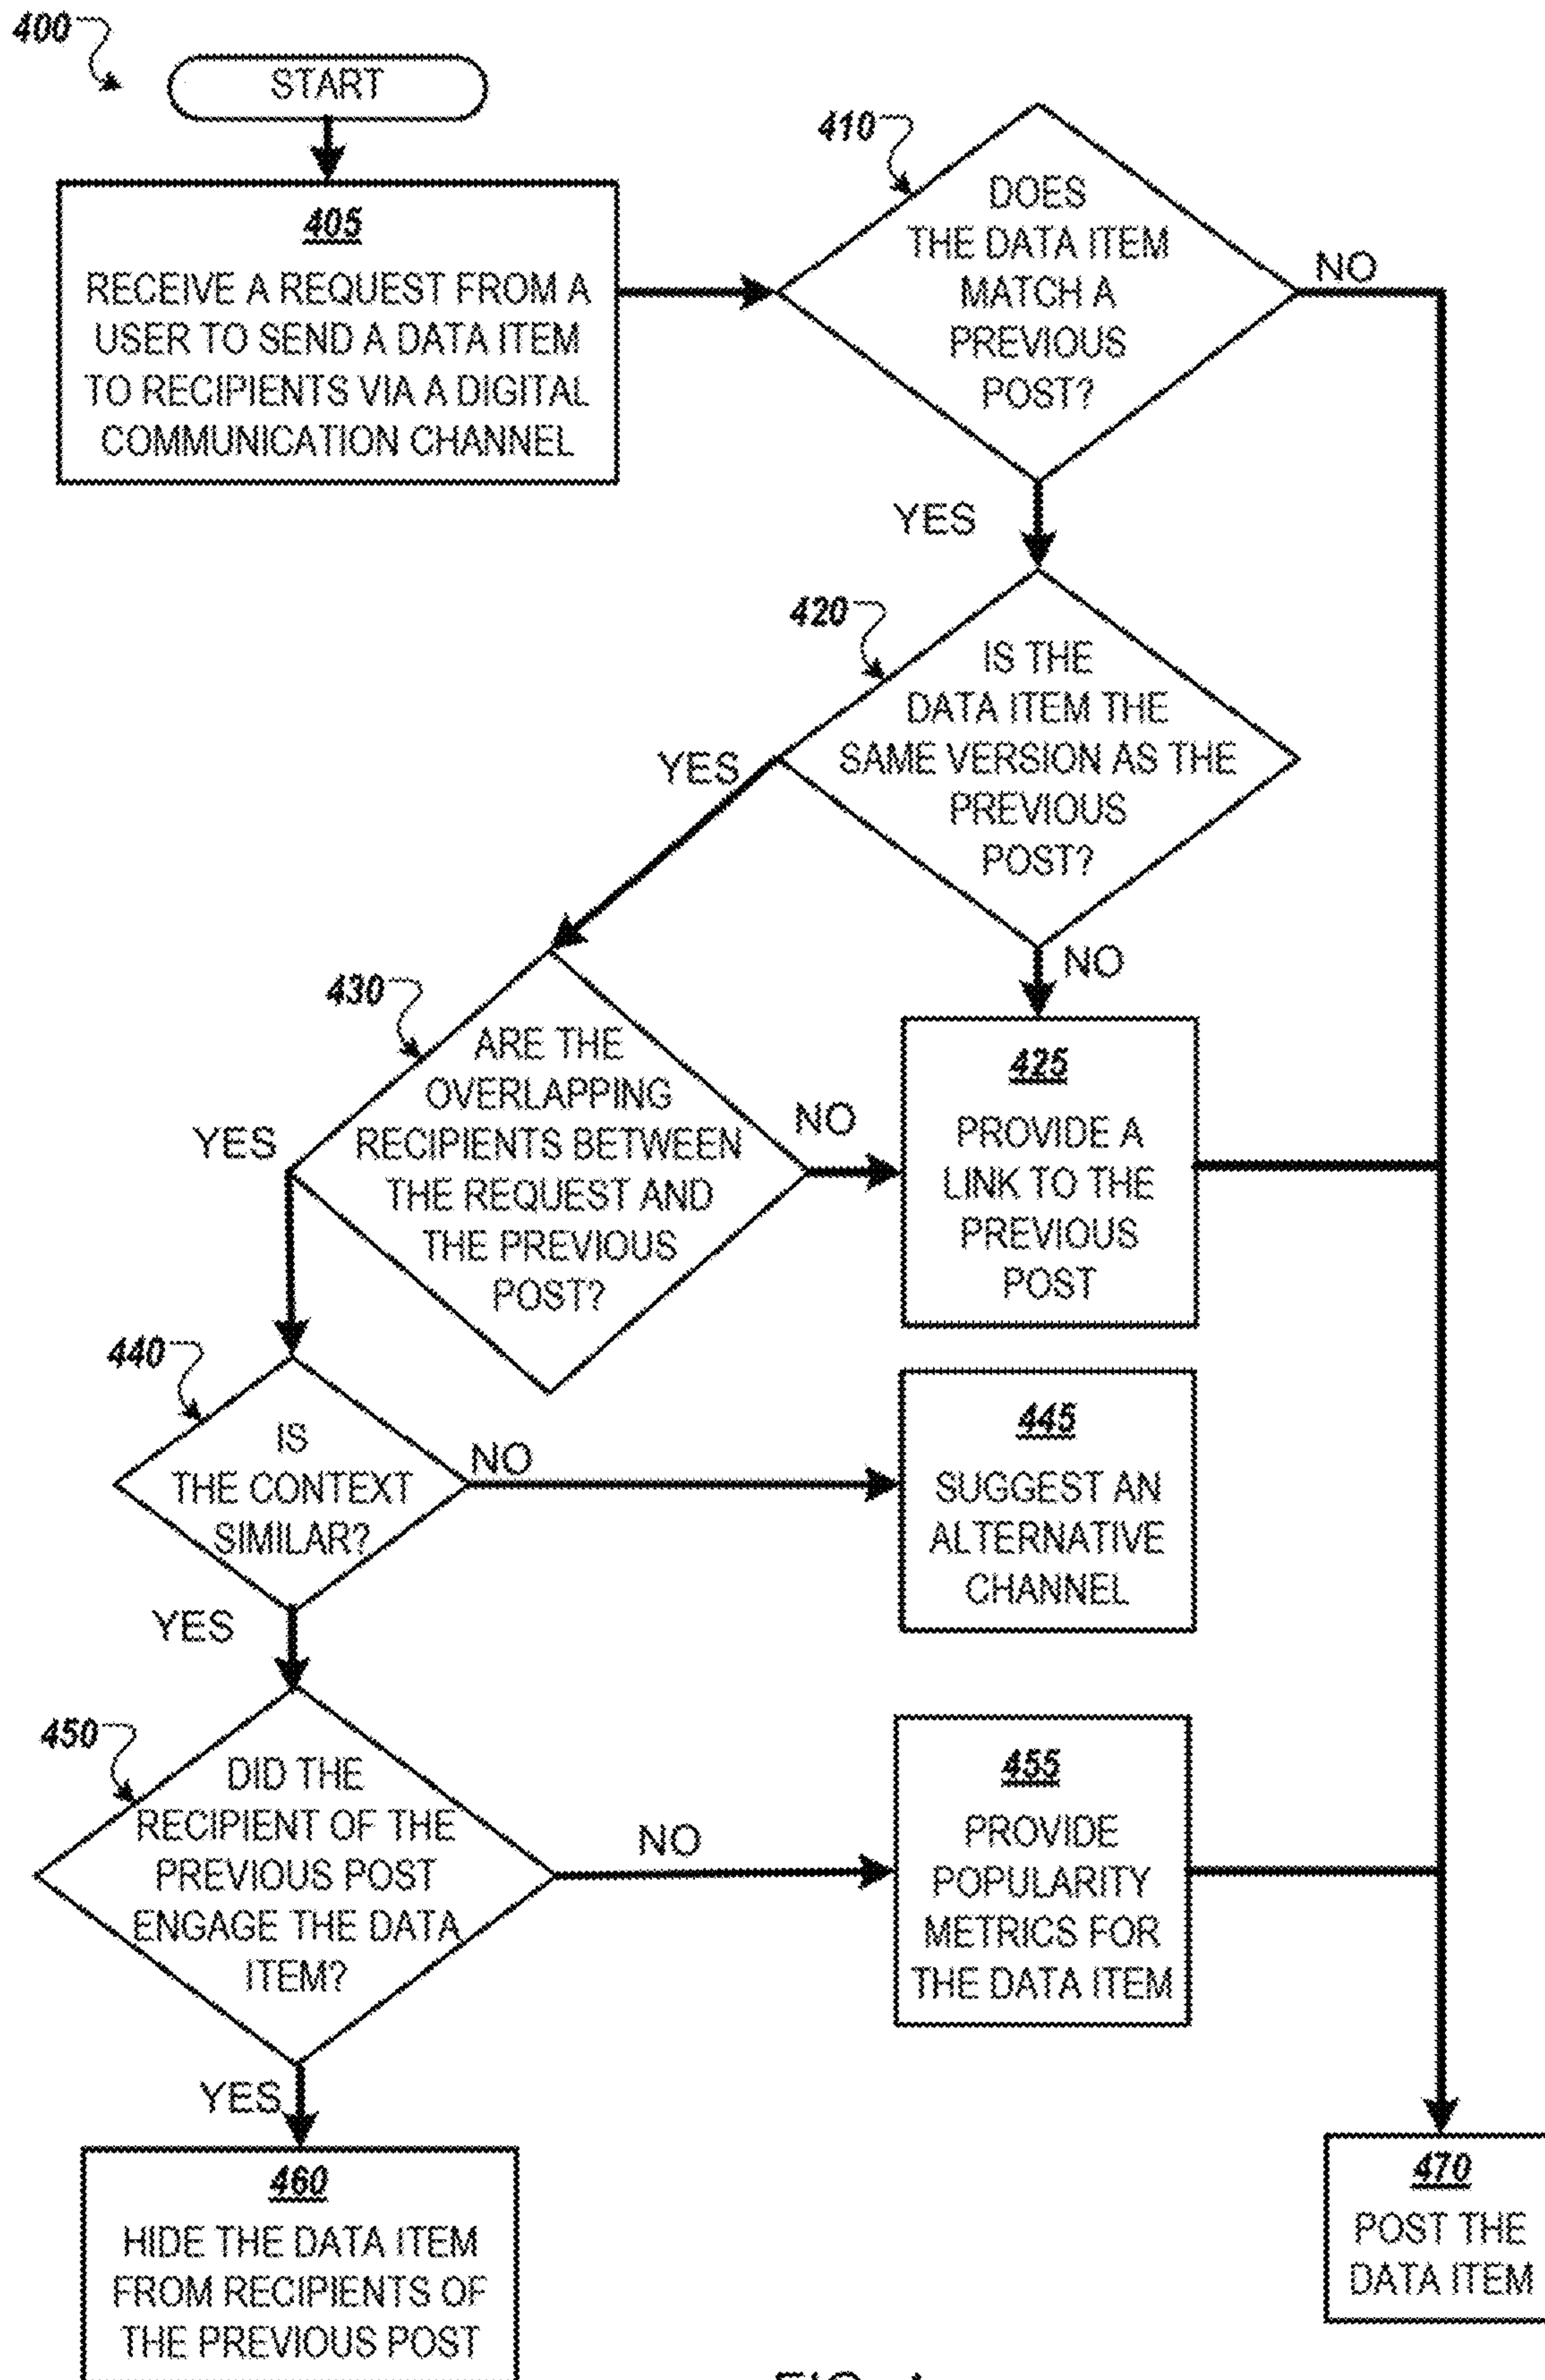 400
START
405
RECEIVE A REQUEST FROM A
USER TO SEND A DATA ITEM
TO RECIPIENTS VIA A DIGITAL
COMMUNICATION CHANNEL
410
DOES
THE DATA ITEM
MATCH A
PREVIOUS
POST?
NO
YES
420
IS THE
DATA ITEM THE
SAME VERSION AS THE
PREVIOUS
POST?
YES
NO
430
ARE THE
OVERLAPPING
RECIPIENTS BETWEEN
THE REQUEST AND
THE PREVIOUS
POST?
YES
NO
425
PROVIDE A
LINK TO THE
PREVIOUS
POST
440
IS
THE CONTEXT
SIMILAR?
NO
YES
445
SUGGEST AN
ALTERNATIVE
CHANNEL
450
DID THE
RECIPIENT OF THE
PREVIOUS POST
ENGAGE THE DATA
ITEM?
NO
YES
455
PROVIDE
POPULARITY
METRICS FOR
THE DATA ITEM
460
HIDE THE DATA ITEM
FROM RECIPIENTS OF
THE PREVIOUS POST
470
POST THE
DATA ITEM